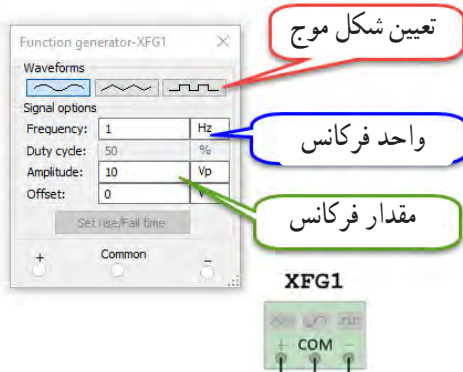 تعیین شکل موج
Function generator-XFG1
Waveforms
Signal options
Frequency: 1 Hz
واحد فرکانس
Duty cycle: 50 %
Amplitude: 10 Vp
Offset: 0
مقدار فرکانس
Set rise/Fall time
+ Common -
XFG1
+ COM -